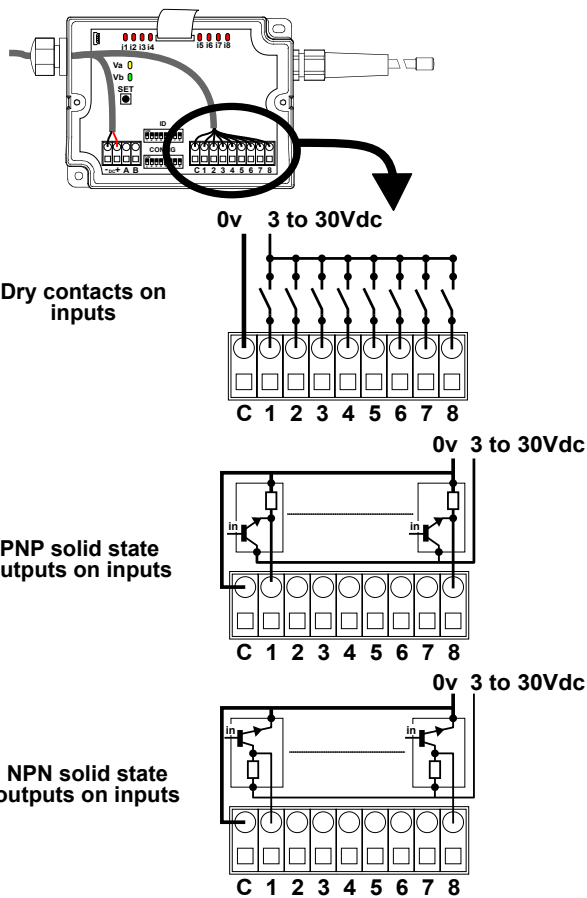 i1 i2 i3 i4 i5 i6 i7 i8
Va
Vb
SET
ID
CONFIG
- DC + A B
C 1 2 3 4 5 6 7 8
0v 3 to 30Vdc
Dry contacts on
inputs
C 1 2 3 4 5 6 7 8
0v 3 to 30Vdc
in in
PNP solid state
utputs on inputs
C 1 2 3 4 5 6 7 8
0v 3 to 30Vdc
in in
NPN solid state
outputs on inputs
C 1 2 3 4 5 6 7 8